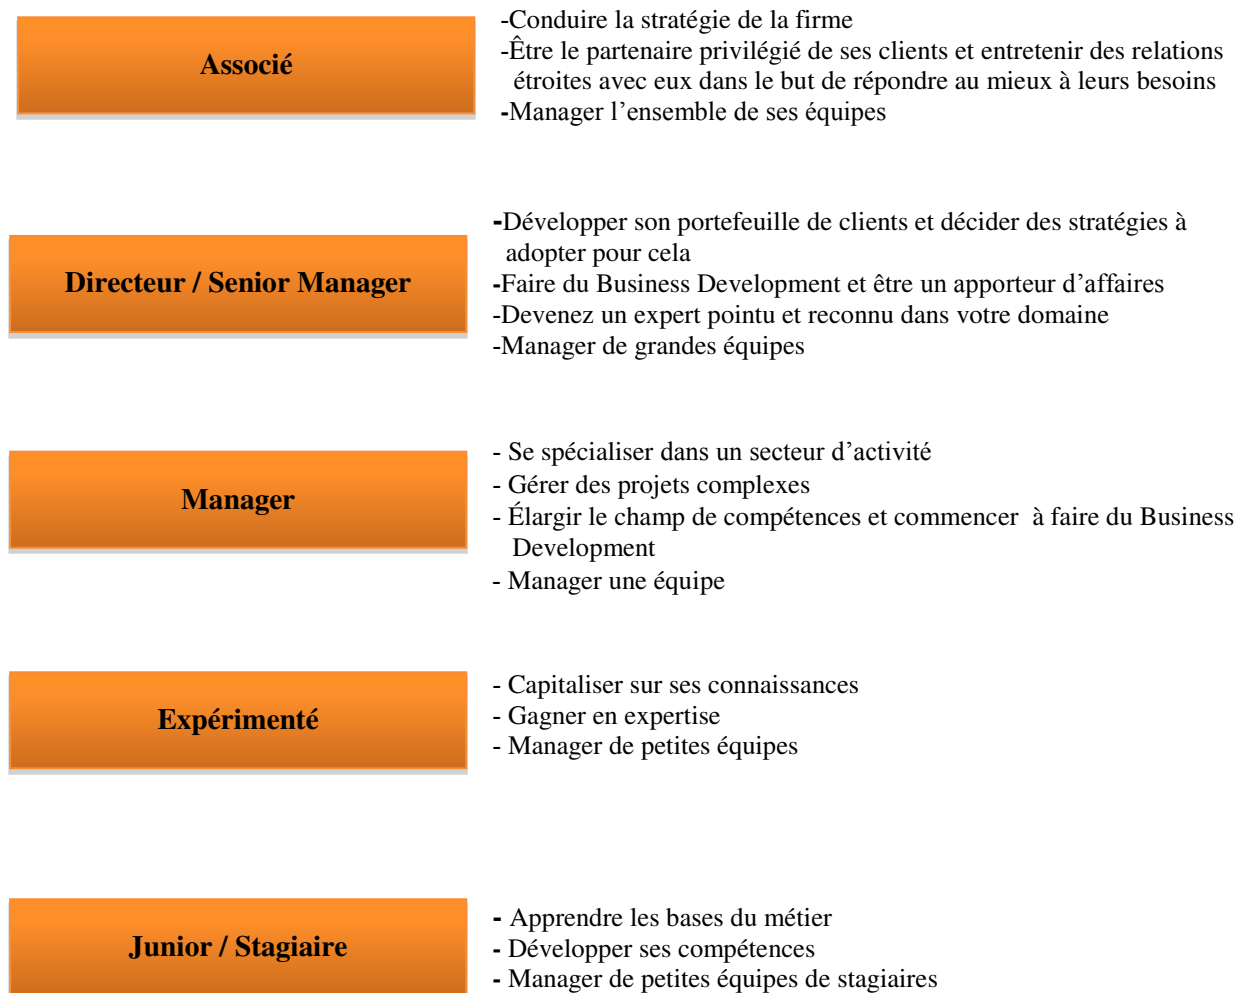 Associé
-Conduire la stratégie de la firme
-Être le partenaire privilégié de ses clients et entretenir des relations
étroites avec eux dans le but de répondre au mieux à leurs besoins
-Manager l’ensemble de ses équipes
Directeur / Senior Manager
-Développer son portefeuille de clients et décider des stratégies à
adopter pour cela
-Faire du Business Development et être un apporteur d’affaires
-Devenez un expert pointu et reconnu dans votre domaine
-Manager de grandes équipes
Manager
- Se spécialiser dans un secteur d’activité
- Gérer des projets complexes
- Élargir le champ de compétences et commencer à faire du Business
Development
- Manager une équipe
Expérimenté
- Capitaliser sur ses connaissances
- Gagner en expertise
- Manager de petites équipes
Junior / Stagiaire
- Apprendre les bases du métier
- Développer ses compétences
- Manager de petites équipes de stagiaires